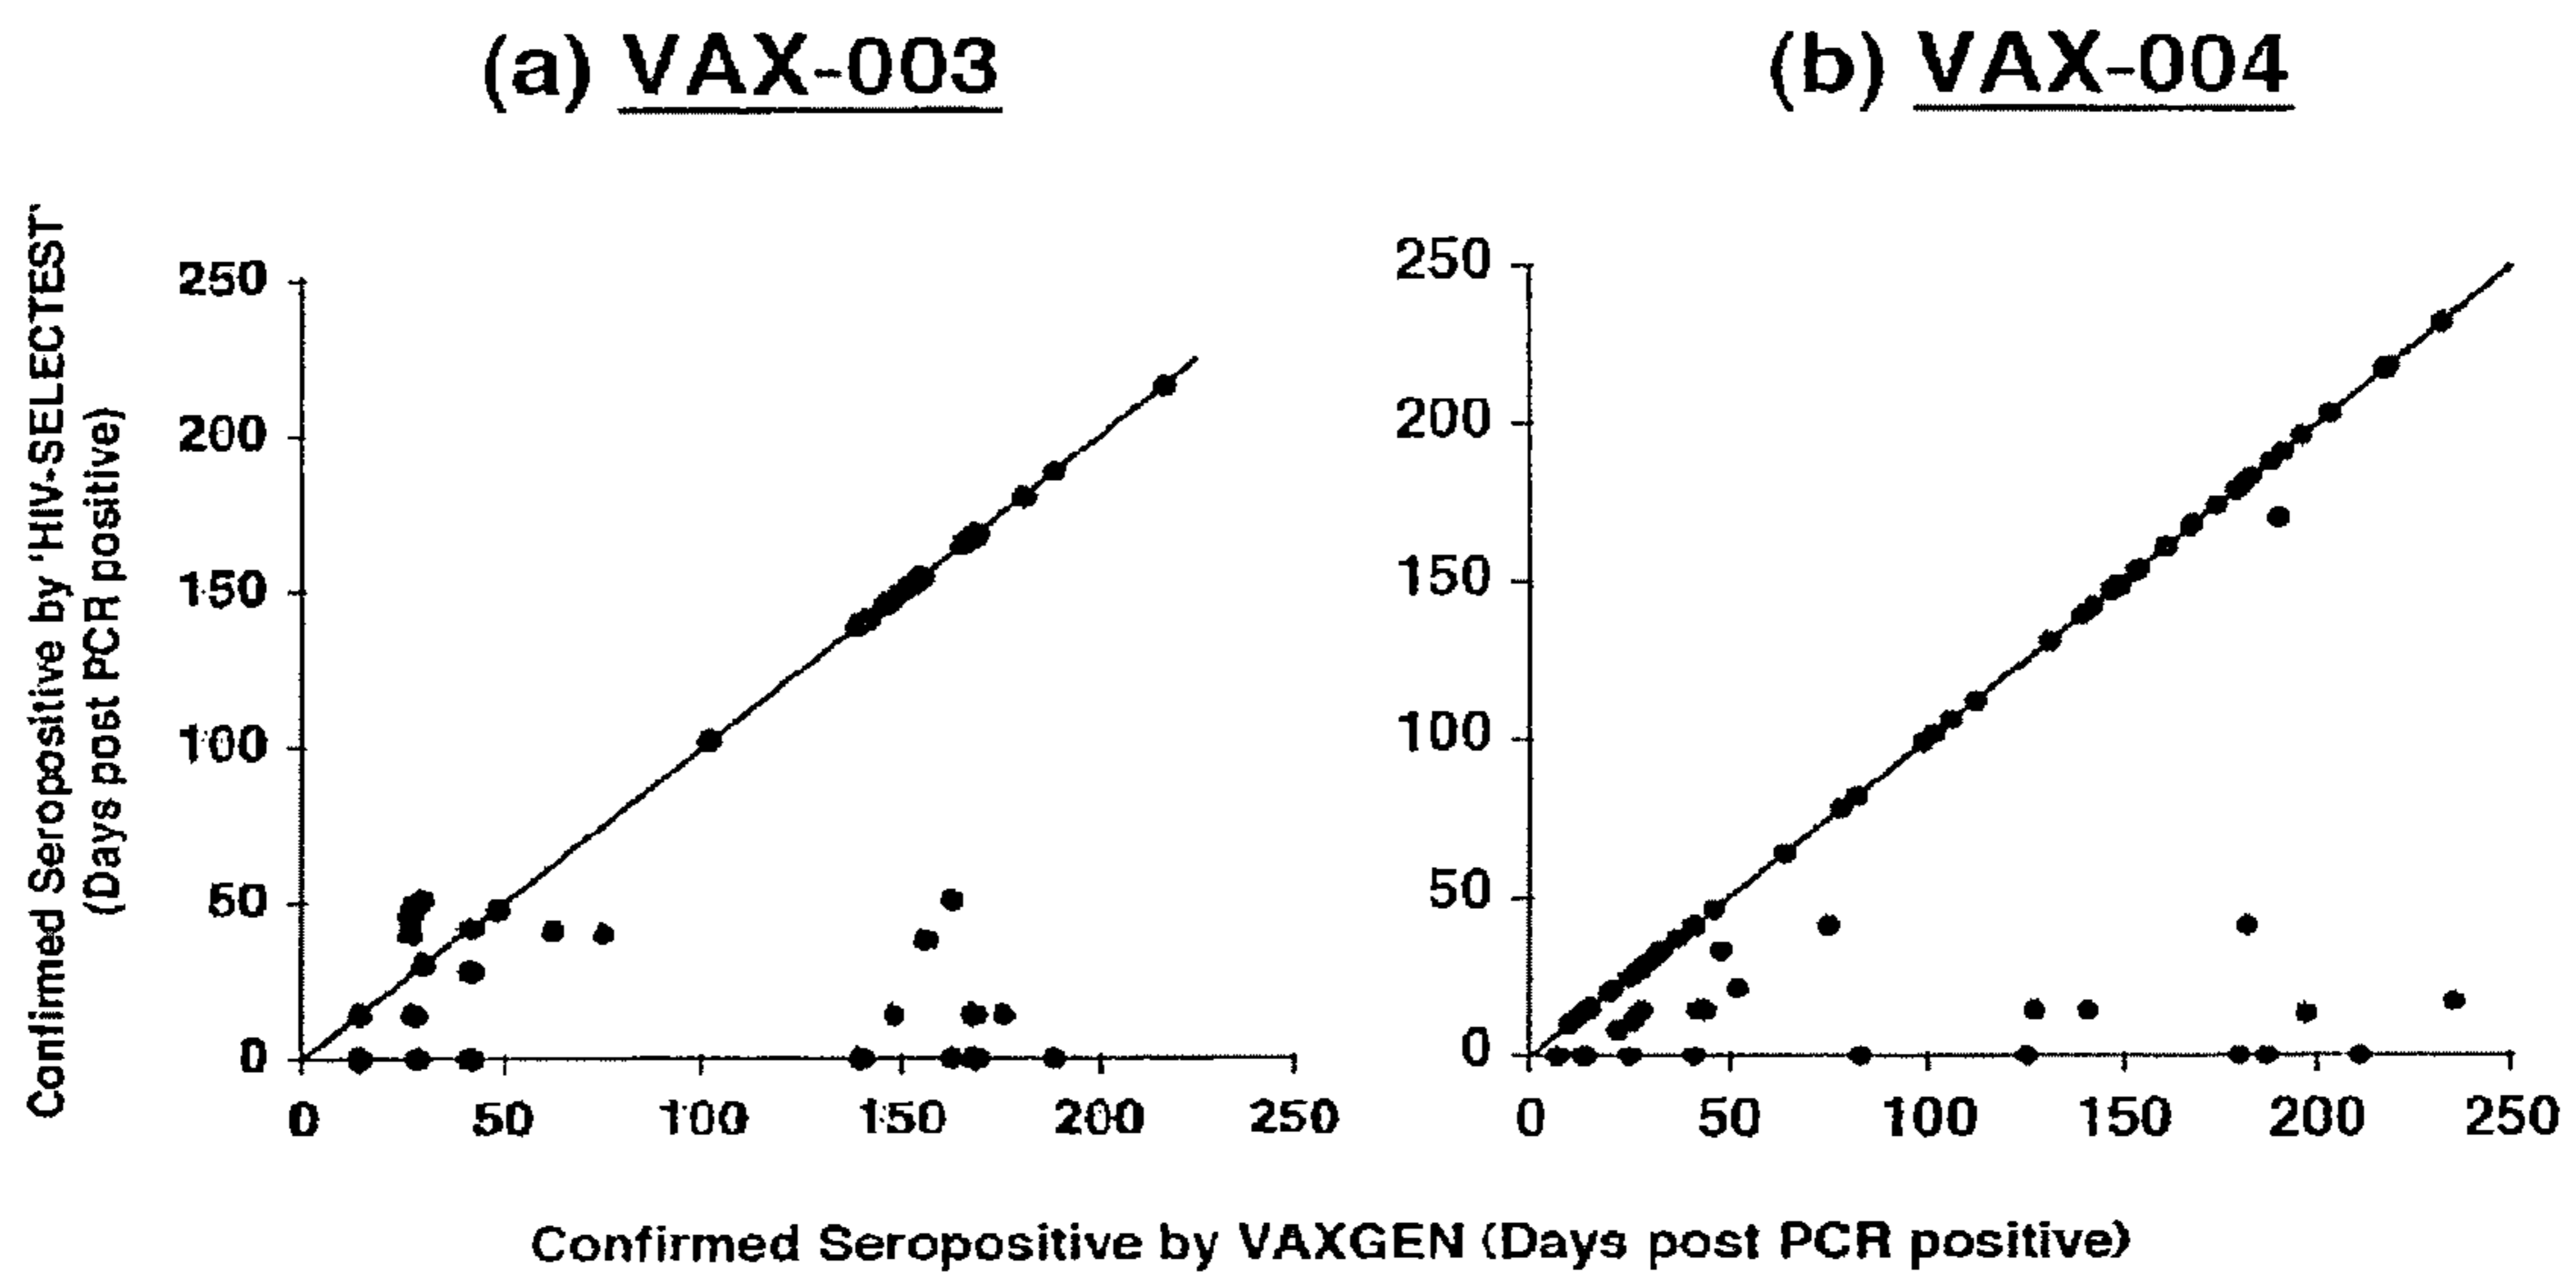 (a) VAX-003
(b) VAX-004
Confirmed Seropositive by 'HIV-SELECTEST'
(Days post PCR positive)
250
200
150
100
50
0
0 50 100 150 200 250
250
200
150
100
50
0
0 50 100 150 200 250
Confirmed Seropositive by VAXGEN (Days post PCR positive)